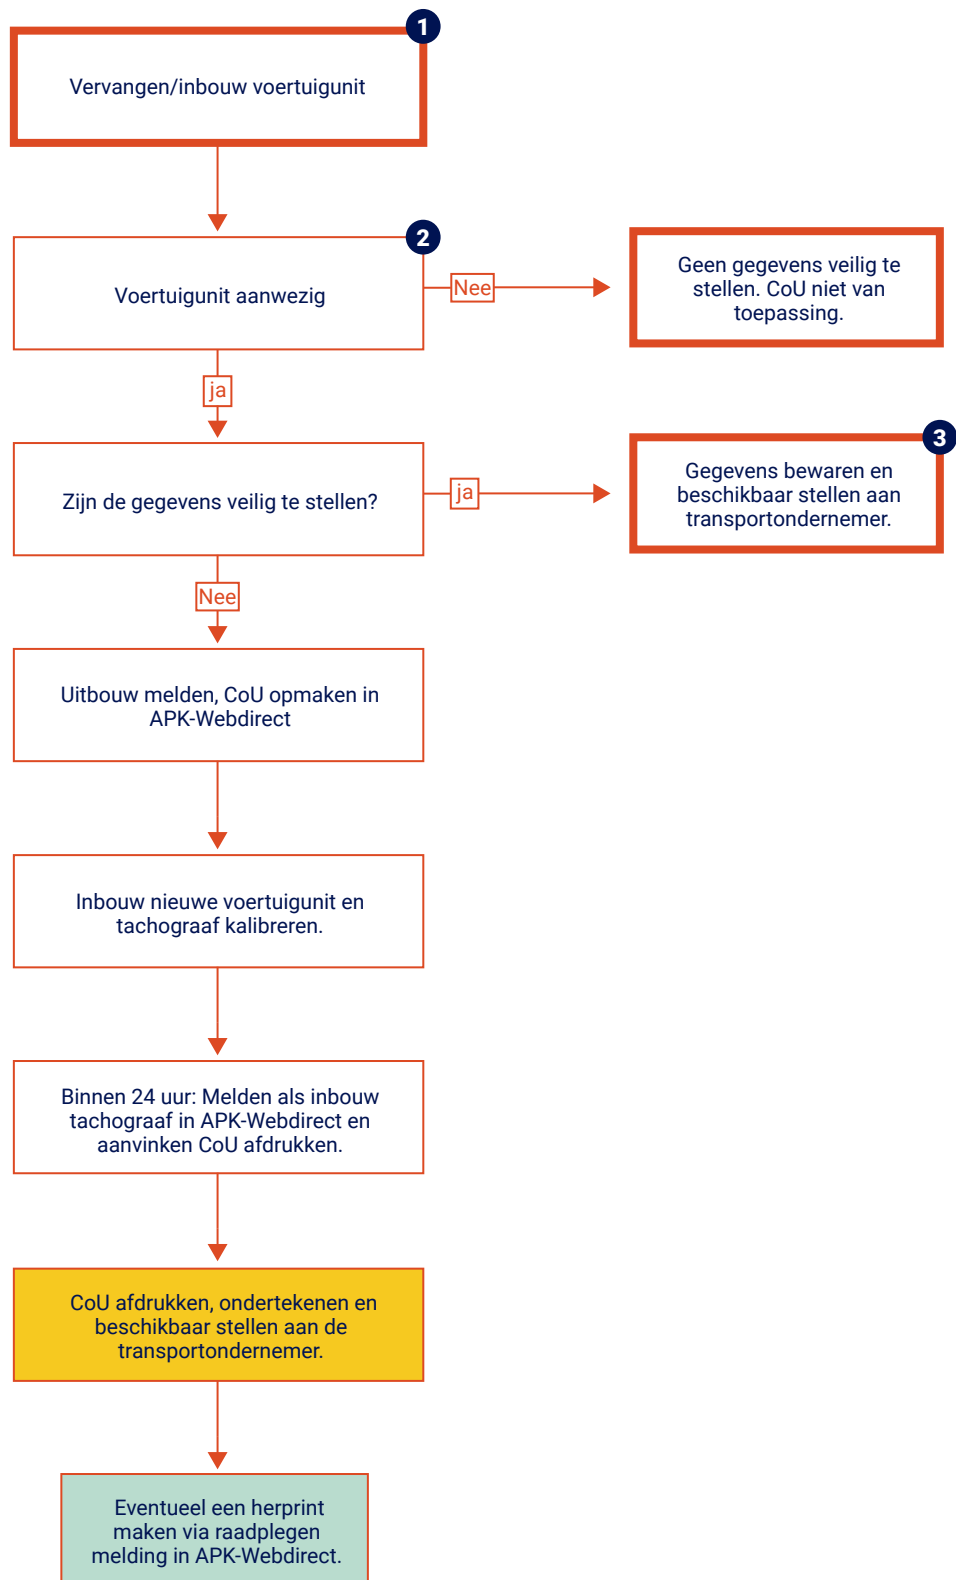 1
Vervangen/inbouw voertuigunit
2
Voertuigunit aanwezig
Nee
Geen gegevens veilig te
stellen. CoU niet van
toepassing.
ja
Zijn de gegevens veilig te stellen?
ja
3
Gegevens bewaren en
beschikbaar stellen aan
transportondernemer.
Nee
Uitbouw melden, CoU opmaken in
APK-Webdirect
Inbouw nieuwe voertuigunit en
tachograaf kalibreren.
Binnen 24 uur: Melden als inbouw
tachograaf in APK-Webdirect en
aanvinken CoU afdrukken.
CoU afdrukken, ondertekenen en
beschikbaar stellen aan de
transportondernemer.
Eventueel een herprint
maken via raadplegen
melding in APK-Webdirect.